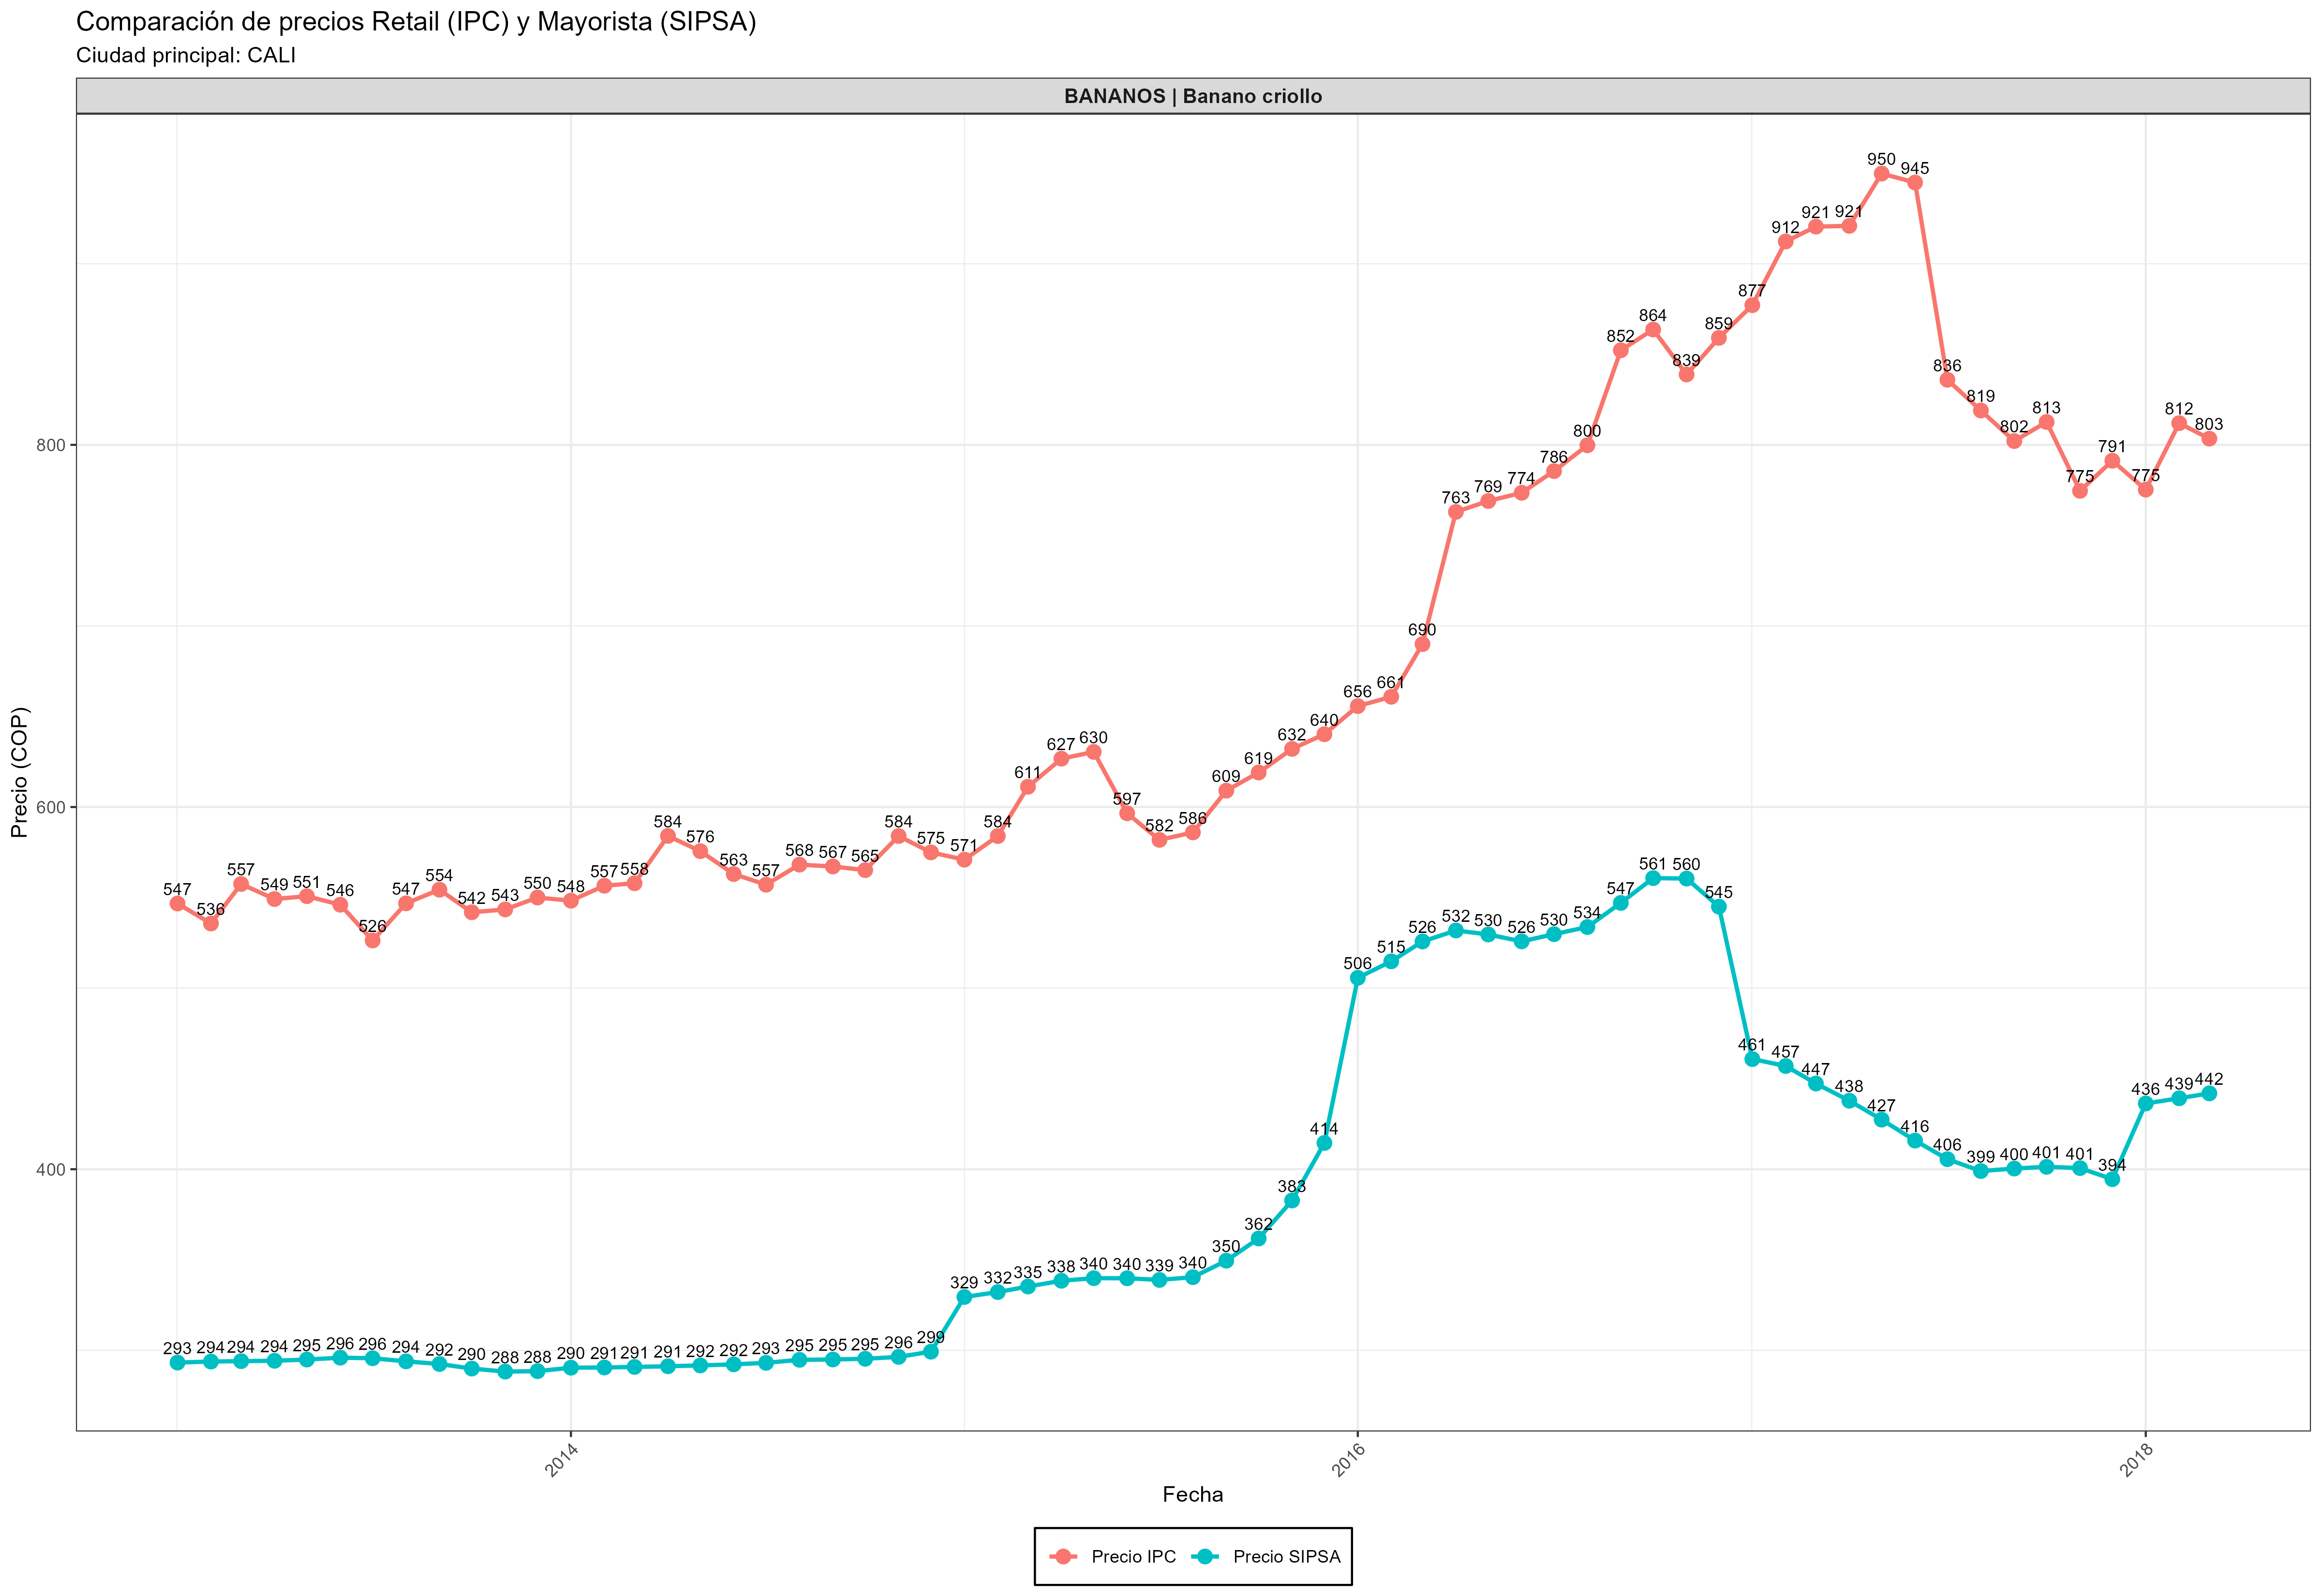 Comparación de precios Retail (IPC) y Mayorista (SIPSA)
Ciudad principal: CALI
BANANOS | Banano criollo
Precio (COP)
800
600
400
547 536 557 549 551 546 526 547 554 542 543 550 548 557 558 584 576 563 557 568 567 565 584 575 571 584 611 627 630 597 582 586 609 619 632 640 656 661 690 763 769 774 786 800 852 864 839 859 877 912 921 921 950 945 836 819 802 813 775 791 775 812 803
293 294 294 294 295 296 296 294 292 290 288 288 290 291 291 291 292 292 293 295 295 295 296 299 329 332 335 338 340 340 339 340 350 362 383 414 506 515 526 532 530 526 530 534 547 561 560 545 461 457 447 438 427 416 406 399 400 401 401 394 436 439 442
2014 2016 2018
Fecha
Precio IPC Precio SIPSA